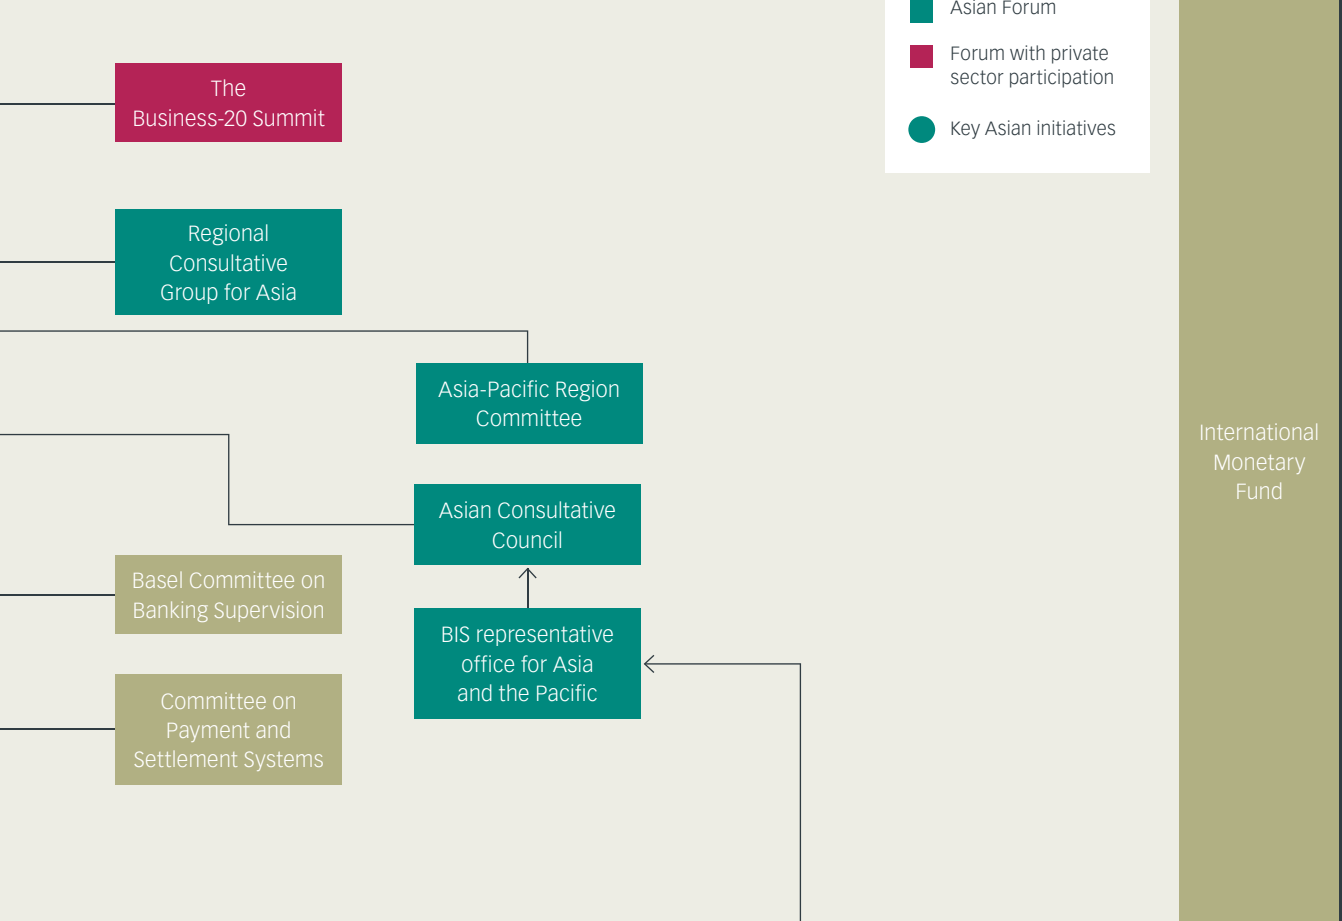 Asian Forum
Forum with private
sector participation
Key Asian initiatives
The
Business-20 Summit
Regional
Consultative
Group for Asia
Asia-Pacific Region
Committee
Asian Consultative
Council
Basel Committee on
Banking Supervision
BIS representative
office for Asia
and the Pacific
Committee on
Payment and
Settlement Systems
International
Monetary
Fund